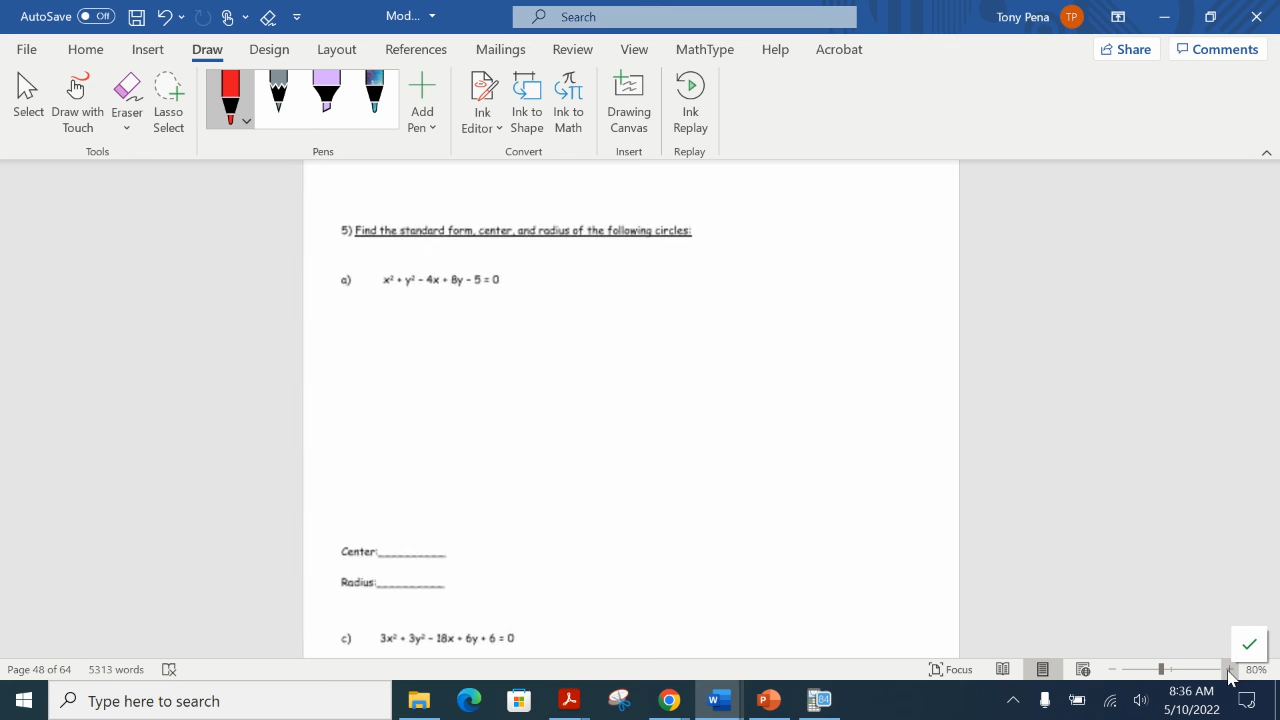 AutoSave Off Mod... Search Tony Pena TP
File Home Insert Draw Design Layout References Mailings Review View MathType Help Acrobat Share Comments
Select Draw with Touch Eraser Lasso Select Add Pen Ink Editor Ink to Shape Ink to Math Drawing Canvas Ink Replay
Tools Pens Convert Insert Replay
5) Find the standard form, center, and radius of the following circles:
a) x² + y² – 4x + 8y – 5 = 0
Center:__________
Radius:__________
c) 3x² + 3y² – 18x + 6y + 6 = 0
Page 48 of 64 5313 words Focus 80%
Type here to search 8:36 AM
5/10/2022